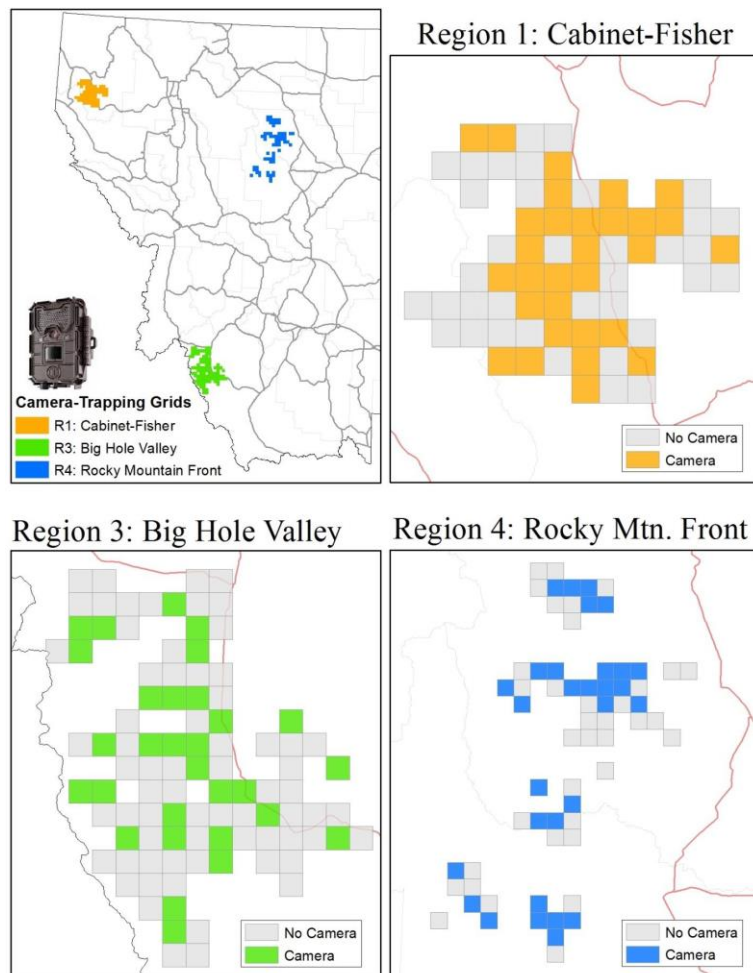 Region 1: Cabinet-Fisher
Camera-Trapping Grids
R1: Cabinet-Fisher
R3: Big Hole Valley
R4: Rocky Mountain Front
No Camera
Camera
Region 3: Big Hole Valley
Region 4: Rocky Mtn. Front
No Camera
Camera
No Camera
Camera